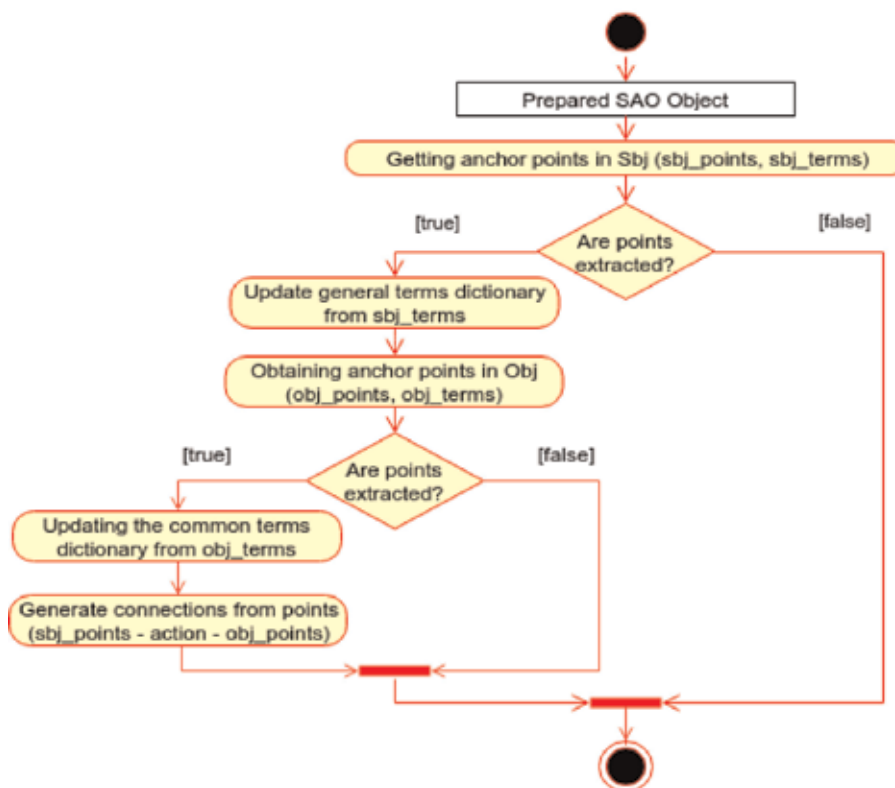 Prepared SAO Object
Getting anchor points in Sbj (sbj_points, sbj_terms)
[true]
[false]
Are points
extracted?
Update general terms dictionary
from sbj_terms
Obtaining anchor points in Obj
(obj_points, obj_terms)
[true]
[false]
Are points
extracted?
Updating the common terms
dictionary from obj_terms
Generate connections from points
(sbj_points - action - obj_points)